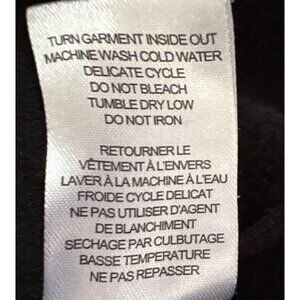 TURN GARMENT INSIDE OUT
MACHINE WASH COLD WATER
DELICATE CYCLE
DO NOT BLEACH
TUMBLE DRY LOW
DO NOT IRON
RETOURNER LE
VÊTEMENT À L'ENVERS
LAVER À LA MACHINE À L'EAU
FROIDE CYCLE DELICAT
NE PAS UTILISER D'AGENT
DE BLANCHIMENT
SECHAGE PAR CULBUTAGE
BASSE TEMPERATURE
NE PAS REPASSER